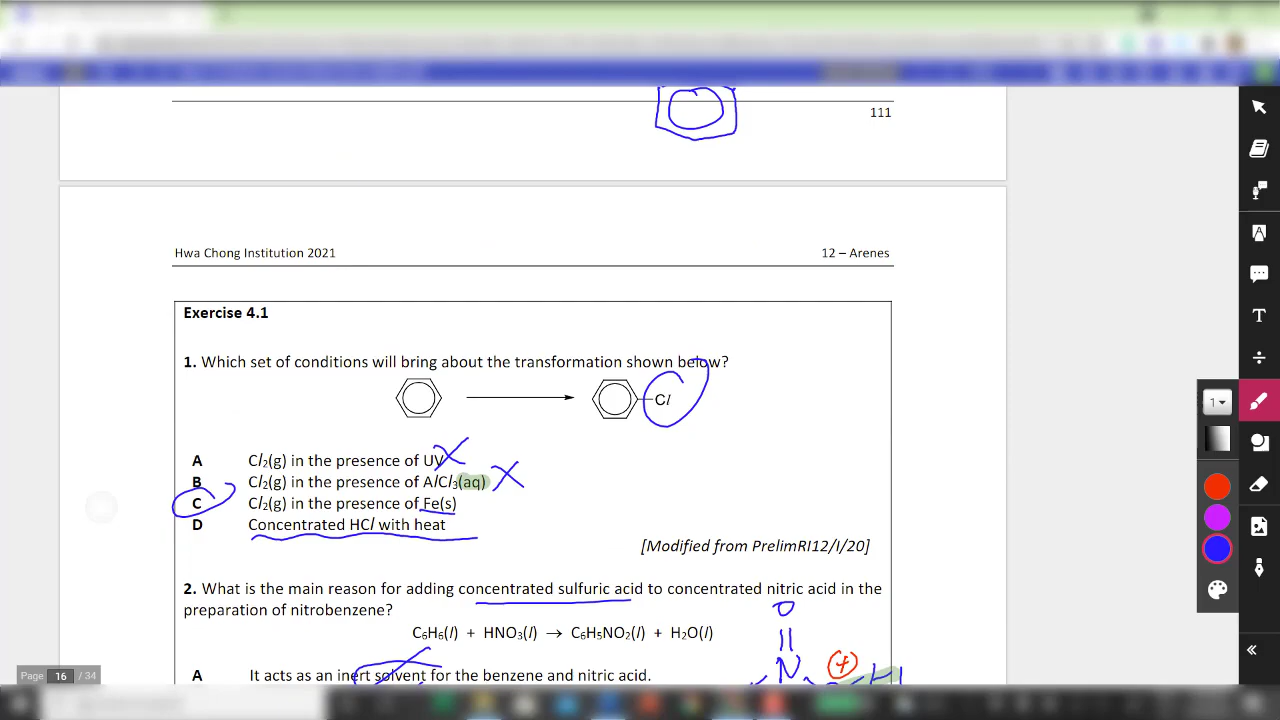 111
Hwa Chong Institution 2021 12 – Arenes
Exercise 4.1
1. Which set of conditions will bring about the transformation shown below?
Cl
A Cl₂(g) in the presence of UV
B Cl₂(g) in the presence of AlCl₃(aq)
C Cl₂(g) in the presence of Fe(s)
D Concentrated HCl with heat
[Modified from PrelimRI12/I/20]
2. What is the main reason for adding concentrated sulfuric acid to concentrated nitric acid in the
preparation of nitrobenzene?
O
C₆H₆(l) + HNO₃(l) → C₆H₅NO₂(l) + H₂O(l)
N + H
A It acts as an inert solvent for the benzene and nitric acid.
Page 16 / 34
1
T